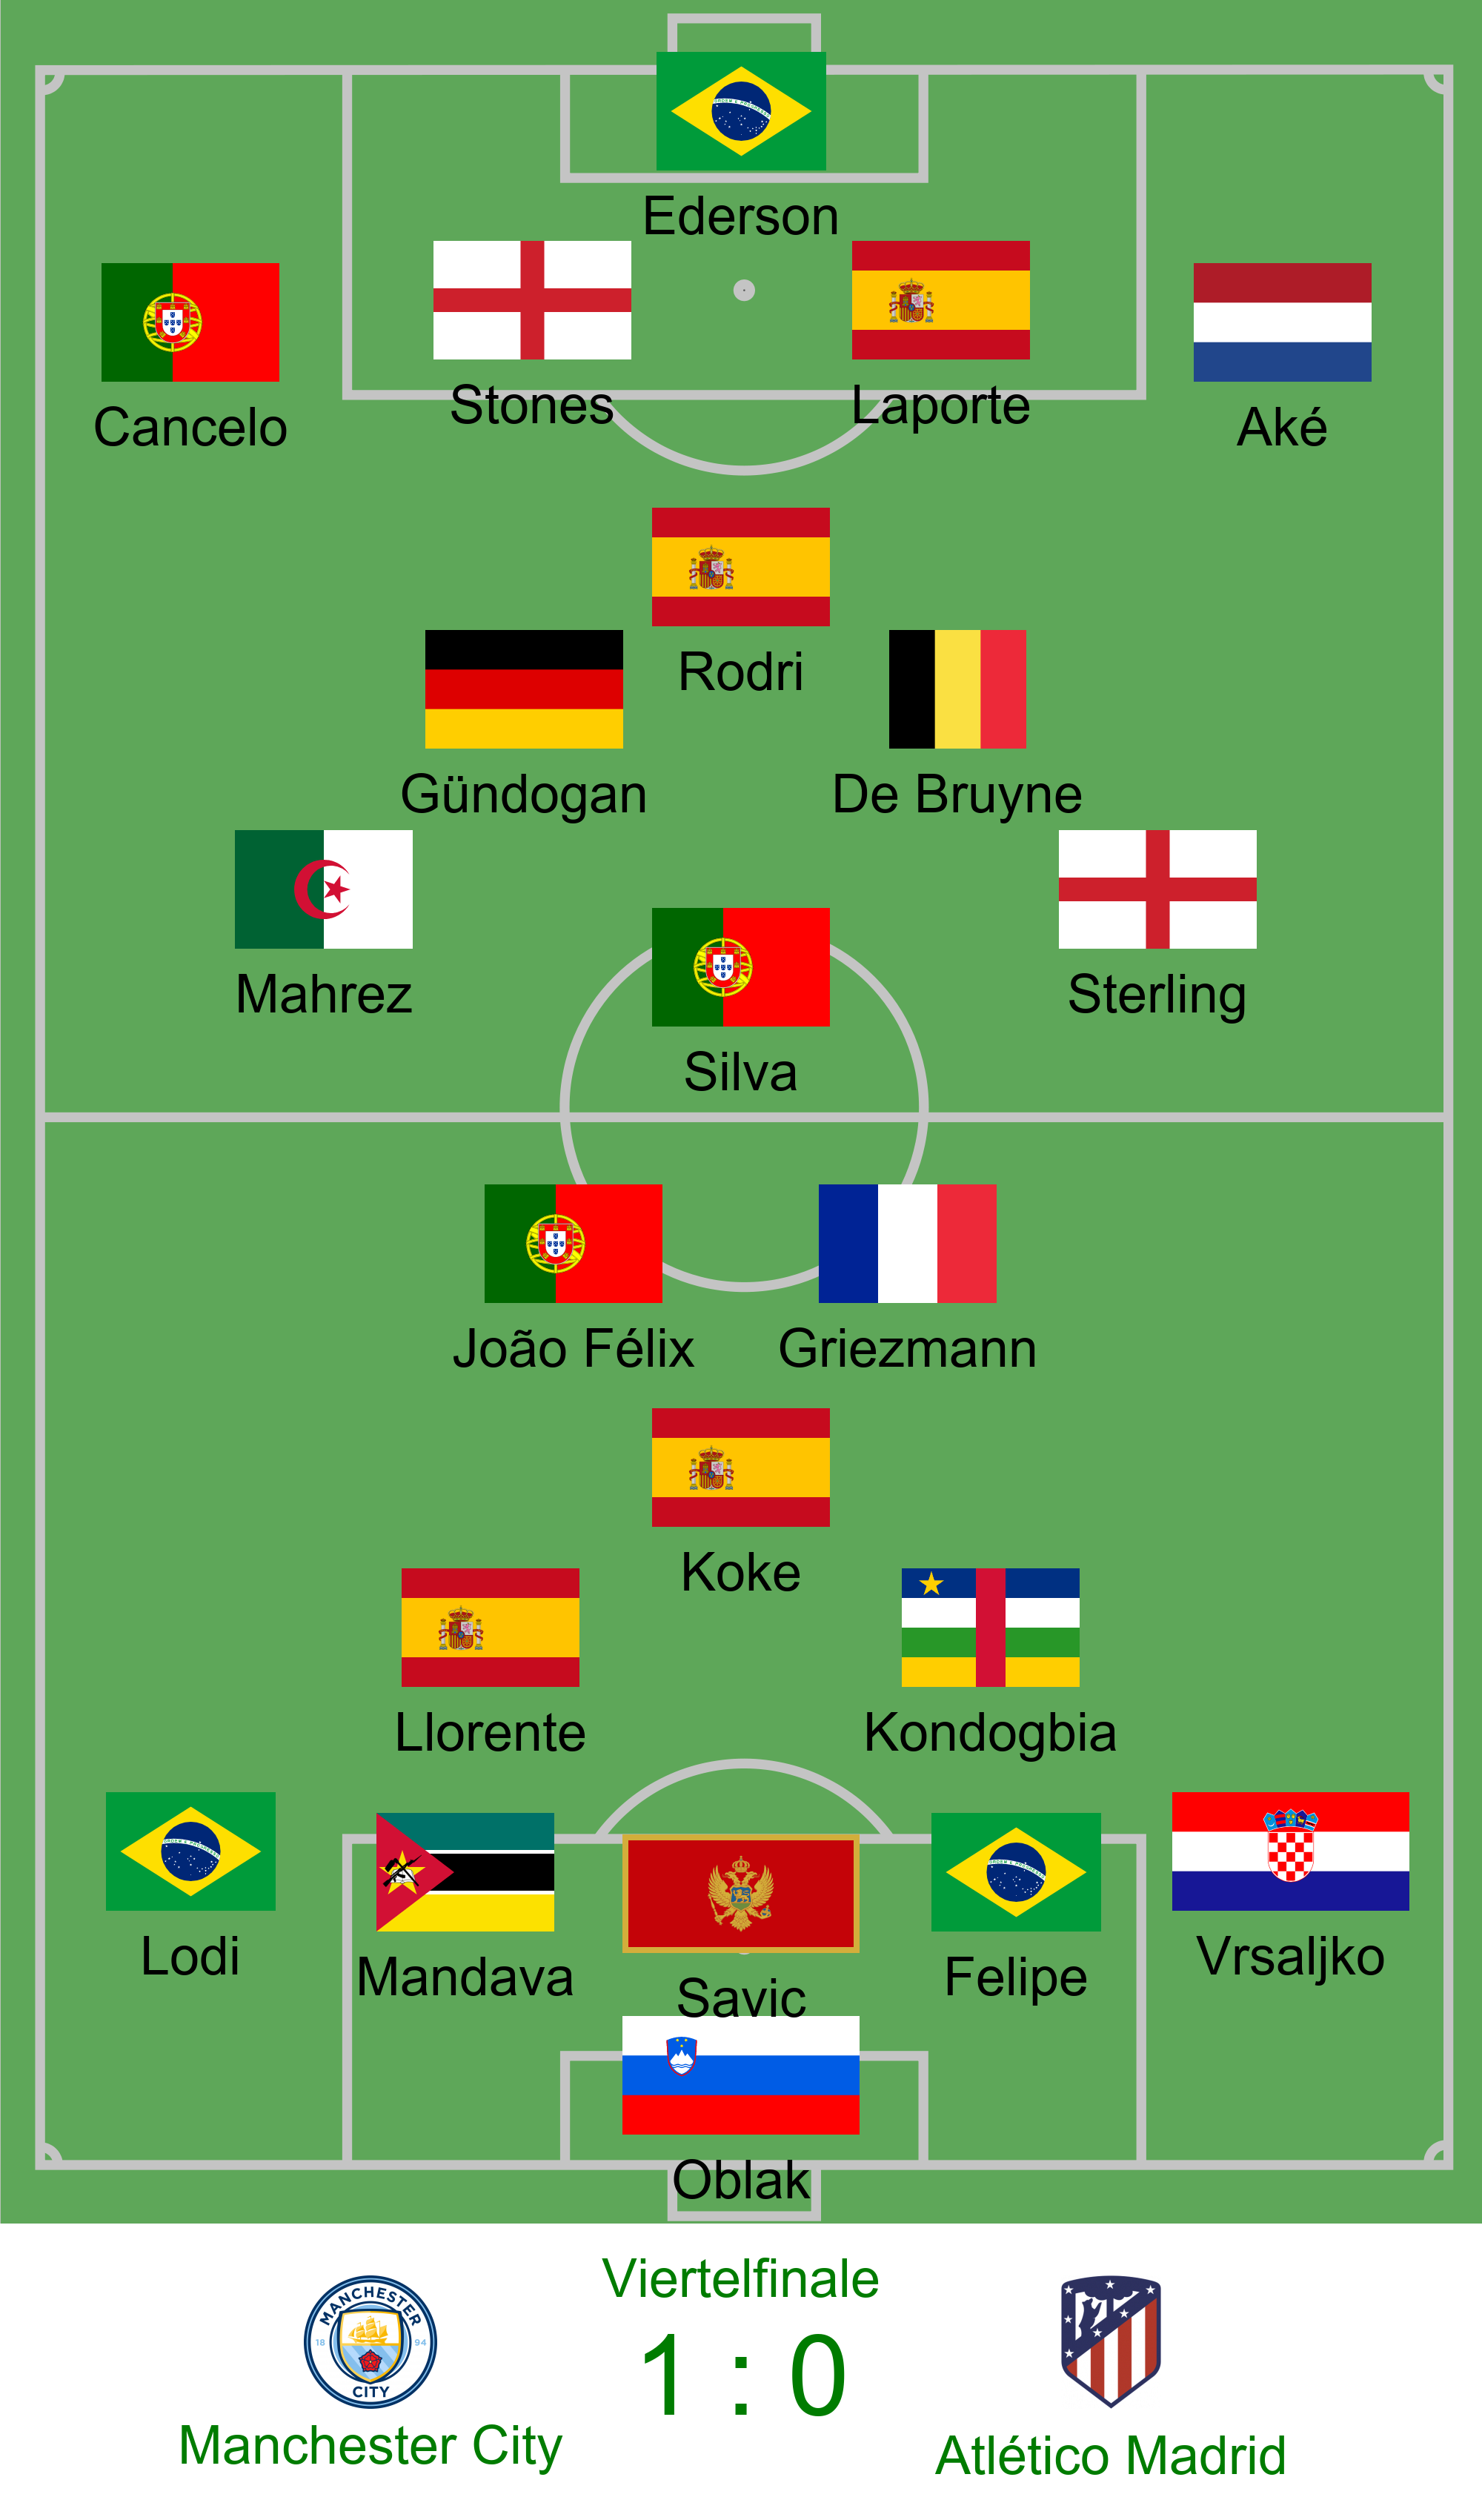 Ederson
Stones
Laporte
Cancelo
Aké
Rodri
Gündogan
De Bruyne
Mahrez
Sterling
Silva
João Félix
Griezmann
Koke
Llorente
Kondogbia
Lodi
Mandava
Savic
Felipe
Vrsaljko
Oblak
Viertelfinale
1 : 0
MANCHESTER
18 94
CITY
Manchester City
Atlético Madrid